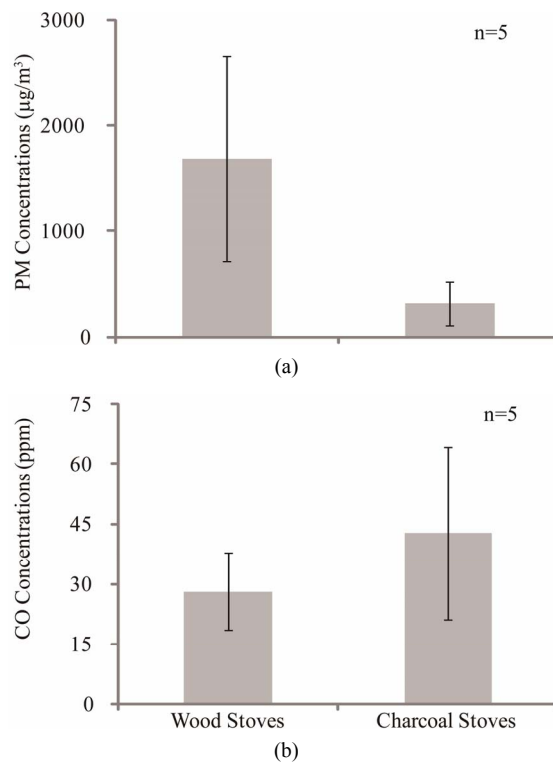 PM Concentrations (µg/m³)
3000
2000
1000
0
n=5
(a)
CO Concentrations (ppm)
75
60
45
30
15
0
n=5
Wood Stoves Charcoal Stoves
(b)